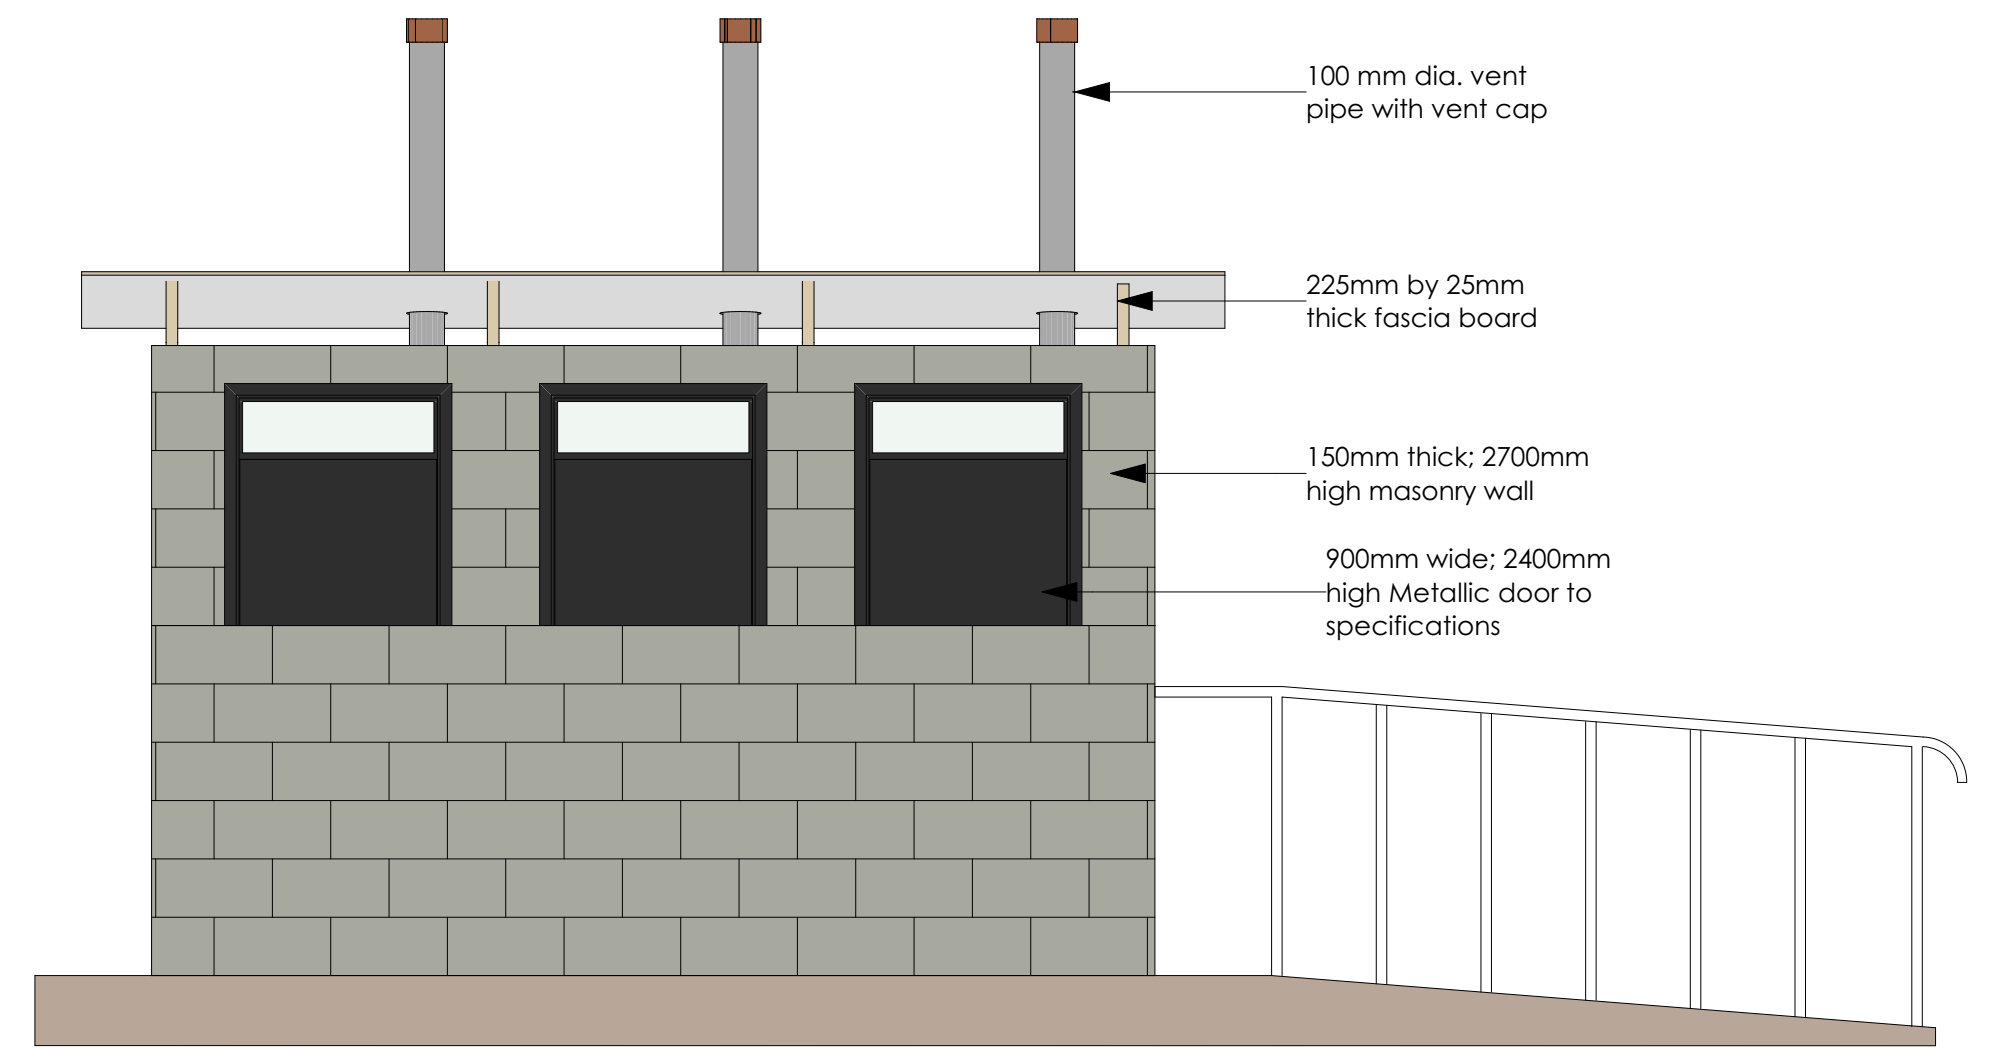 100 mm dia. vent
pipe with vent cap
225mm by 25mm
thick fascia board
150mm thick; 2700mm
high masonry wall
900mm wide; 2400mm
high Metallic door to
specifications